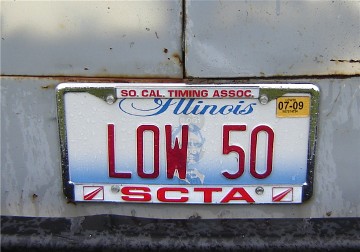 SO. CAL. TIMING ASSOC.
Illinois
07-09
LOW 50
SCTA